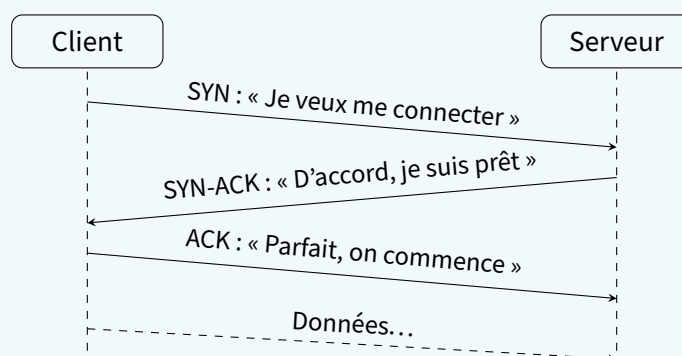 Client
Serveur
SYN : « Je veux me connecter »
SYN-ACK : « D’accord, je suis prêt »
ACK : « Parfait, on commence »
Données…